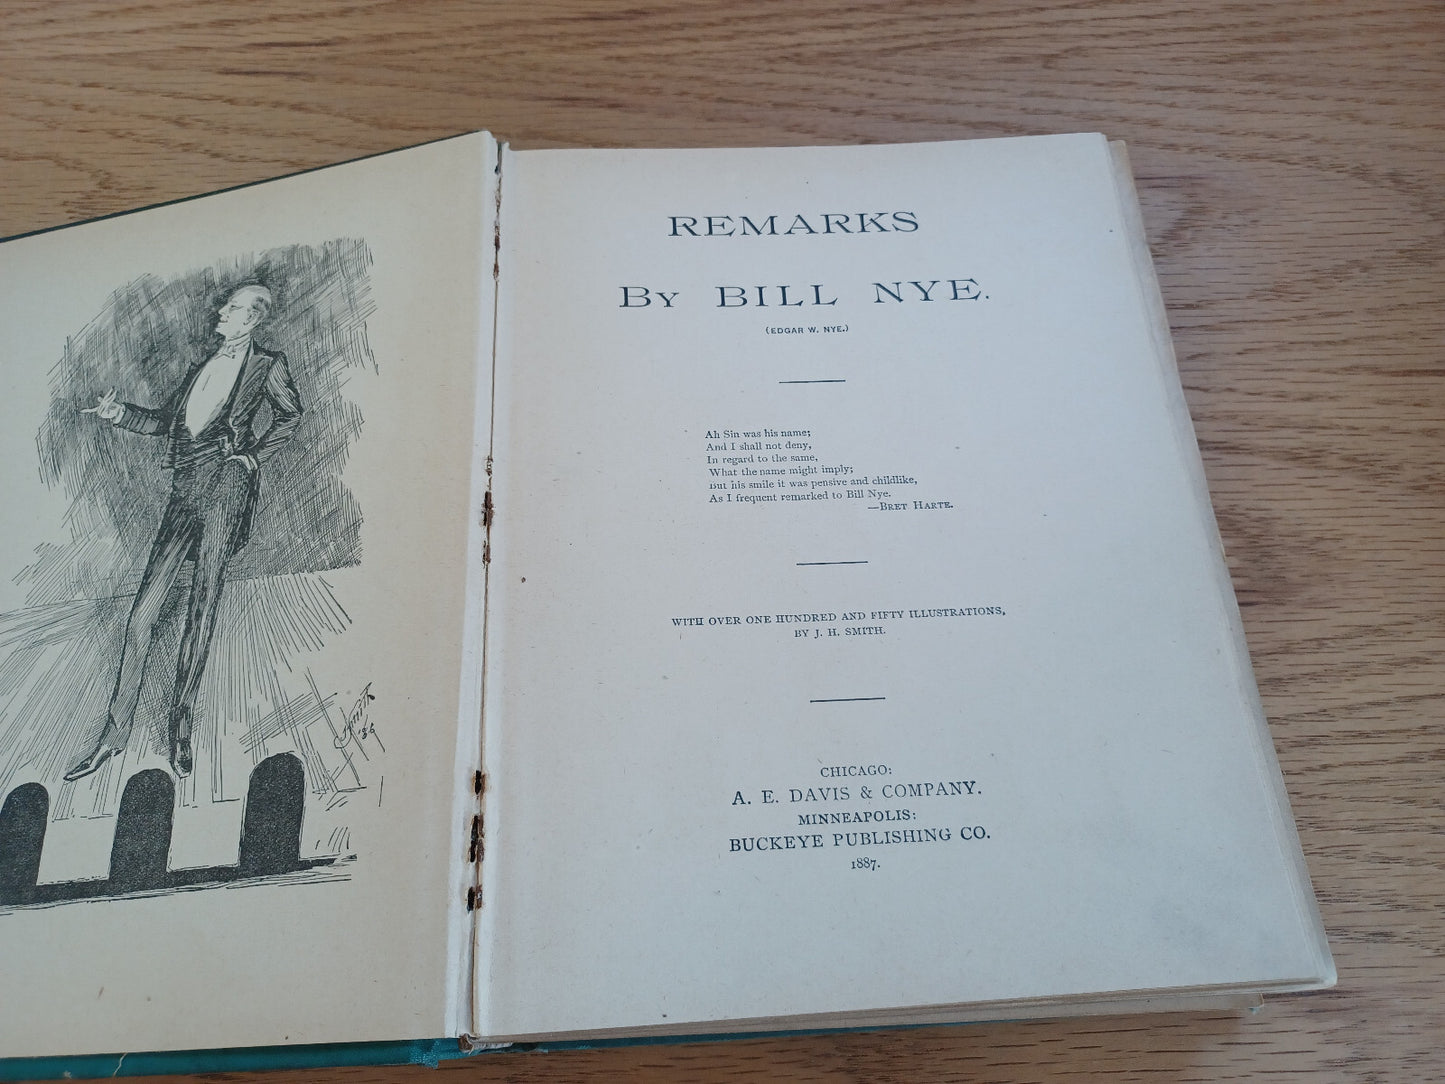 Smith
'86
REMARKS
BY BILL NYE.
(EDGAR W. NYE.)
Ah Sin was his name;
And I shall not deny,
In regard to the same,
What the name might imply;
But his smile it was pensive and childlike,
As I frequent remarked to Bill Nye.
—BRET HARTE.
WITH OVER ONE HUNDRED AND FIFTY ILLUSTRATIONS,
BY J. H. SMITH.
CHICAGO:
A. E. DAVIS & COMPANY.
MINNEAPOLIS:
BUCKEYE PUBLISHING CO.
1887.